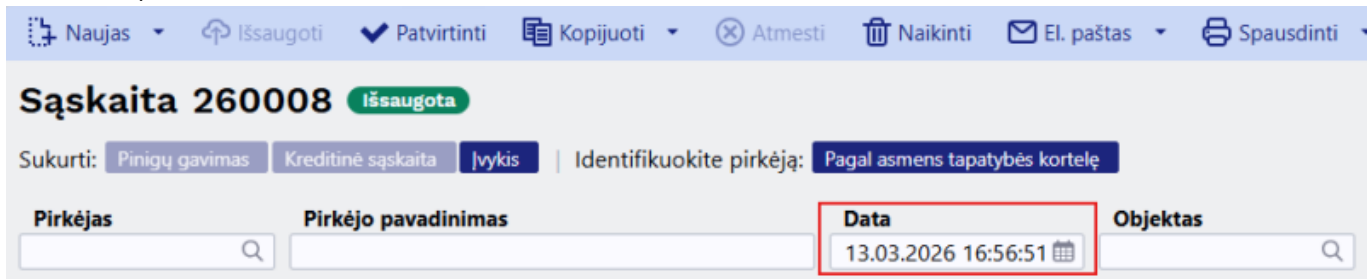 Naujas Išsaugoti Patvirtinti Kopijuoti Atmesti Naikinti El. paštas Spausdinti
Sąskaita 260008 Išsaugota
Sukurti: Pinigų gavimas Kreditinė sąskaita Įvykis | Identifikuokite pirkėją: Pagal asmens tapatybės kortelę
Pirkėjas Pirkėjo pavadinimas Data Objektas
13.03.2026 16:56:51